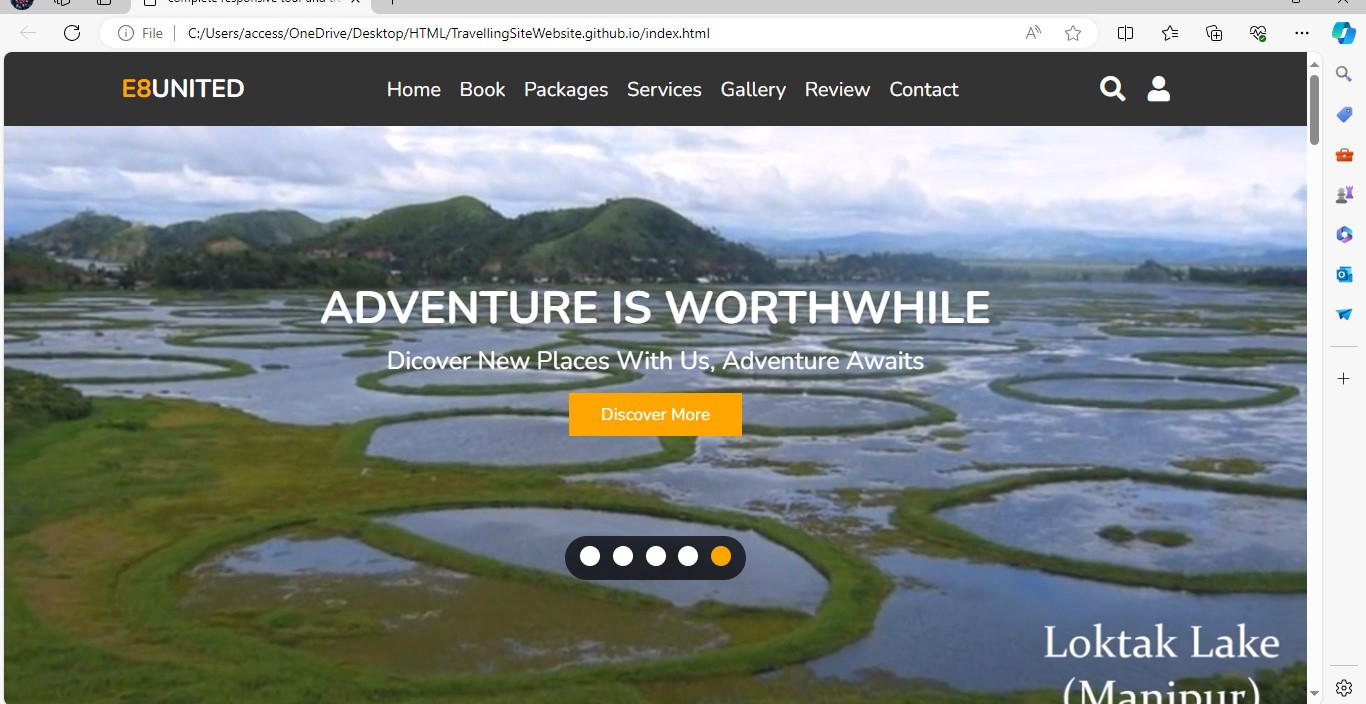 complete responsive tour and tr
File
C:/Users/access/OneDrive/Desktop/HTML/TravellingSiteWebsite.github.io/index.html
E8UNITED
Home Book Packages Services Gallery Review Contact
ADVENTURE IS WORTHWHILE
Dicover New Places With Us, Adventure Awaits
Discover More
Loktak Lake
(Manipur)